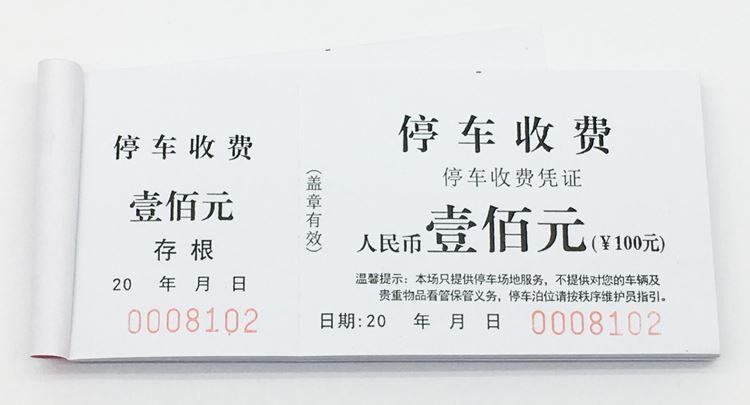 停车收费
壹佰元
存根
20 年 月 日
0008102
(盖章有效)
停车收费
停车收费凭证
人民币壹佰元(¥100元)
温馨提示：本场只提供停车场地服务，不提供对您的车辆及
贵重物品看管保管义务，停车泊位请按秩序维护员指引。
日期:20 年 月 日 0008102